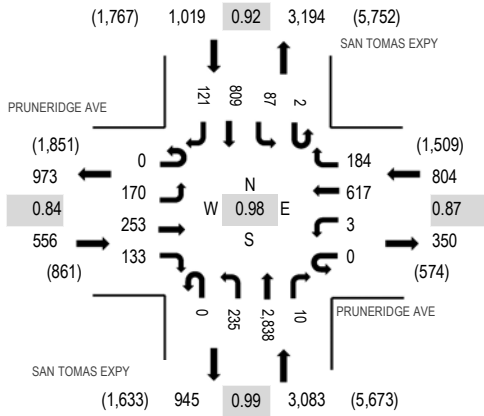 (1,767) 1,019 0.92 3,194 (5,752)
SAN TOMAS EXPY
PRUNERIDGE AVE
121 809 87 2
(1,851) (1,509)
0 184
973 804
170 617
N
0.84 W 0.98 E 0.87
253 3
S
556 350
133 0
(861) (574)
0 235 2,838 10
PRUNERIDGE AVE
SAN TOMAS EXPY
(1,633) 945 0.99 3,083 (5,673)